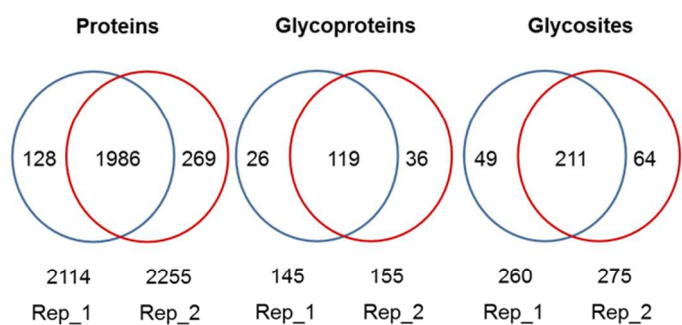 Proteins Glycoproteins Glycosites
128 1986 269 26 119 36 49 211 64
2114 2255 145 155 260 275
Rep_1 Rep_2 Rep_1 Rep_2 Rep_1 Rep_2